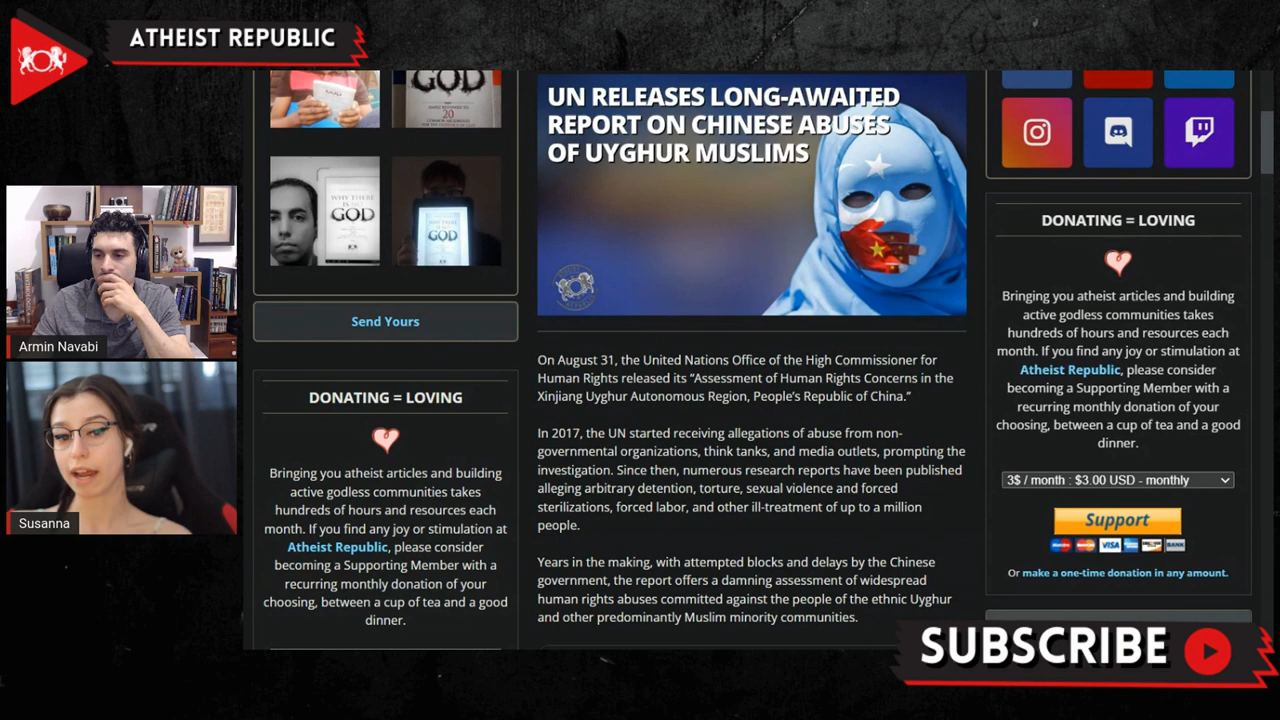 ATHEIST REPUBLIC
GOD
20
WHY THERE
IS NO
GOD
GOD
Send Yours
DONATING = LOVING
Bringing you atheist articles and building
active godless communities takes
hundreds of hours and resources each
month. If you find any joy or stimulation at
Atheist Republic, please consider
becoming a Supporting Member with a
recurring monthly donation of your
choosing, between a cup of tea and a good
dinner.
UN RELEASES LONG-AWAITED
REPORT ON CHINESE ABUSES
OF UYGHUR MUSLIMS
On August 31, the United Nations Office of the High Commissioner for
Human Rights released its “Assessment of Human Rights Concerns in the
Xinjiang Uyghur Autonomous Region, People’s Republic of China.”
In 2017, the UN started receiving allegations of abuse from non-
governmental organizations, think tanks, and media outlets, prompting the
investigation. Since then, numerous research reports have been published
alleging arbitrary detention, torture, sexual violence and forced
sterilizations, forced labor, and other ill-treatment of up to a million
people.
Years in the making, with attempted blocks and delays by the Chinese
government, the report offers a damning assessment of widespread
human rights abuses committed against the people of the ethnic Uyghur
and other predominantly Muslim minority communities.
DONATING = LOVING
Bringing you atheist articles and building
active godless communities takes
hundreds of hours and resources each
month. If you find any joy or stimulation at
Atheist Republic, please consider
becoming a Supporting Member with a
recurring monthly donation of your
choosing, between a cup of tea and a good
dinner.
3$ / month : $3.00 USD - monthly
Support
VISA
BANK
Or make a one-time donation in any amount.
Armin Navabi
Susanna
SUBSCRIBE